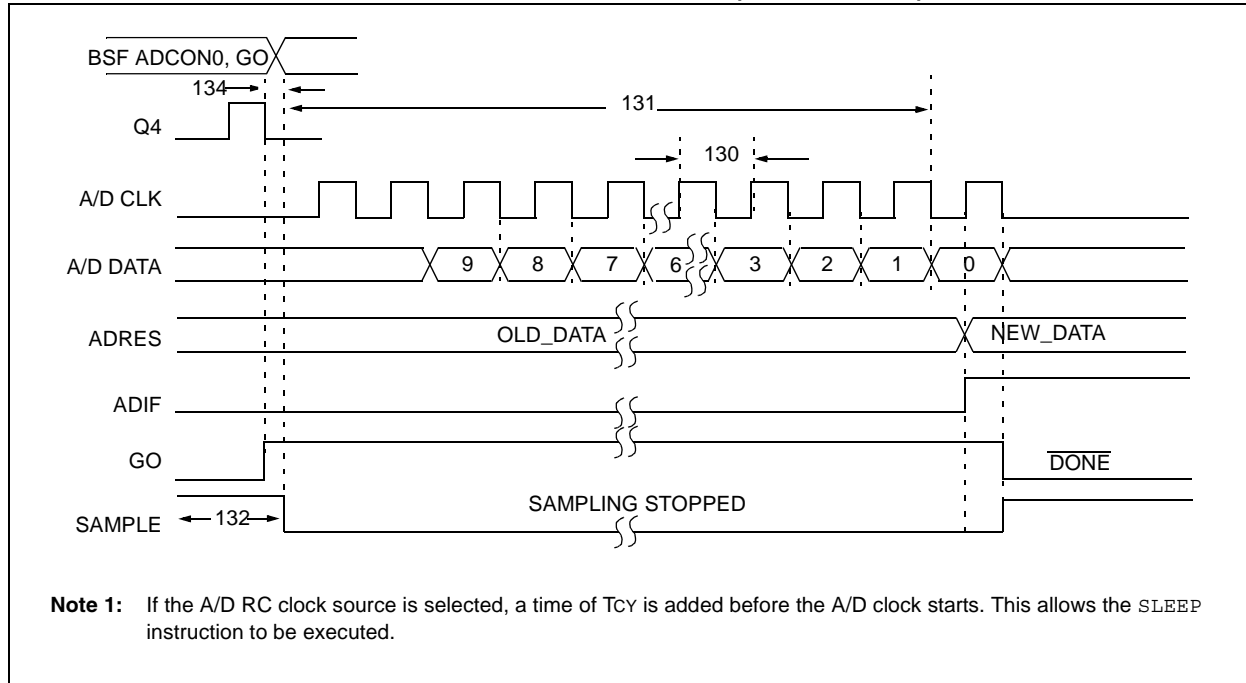 BSF ADCON0, GO
134
131
Q4
130
A/D CLK
A/D DATA
9 8 7 6 3 2 1 0
ADRES
OLD_DATA
NEW_DATA
ADIF
GO
DONE
SAMPLING STOPPED
SAMPLE
132
Note 1: If the A/D RC clock source is selected, a time of TCY is added before the A/D clock starts. This allows the SLEEP
instruction to be executed.